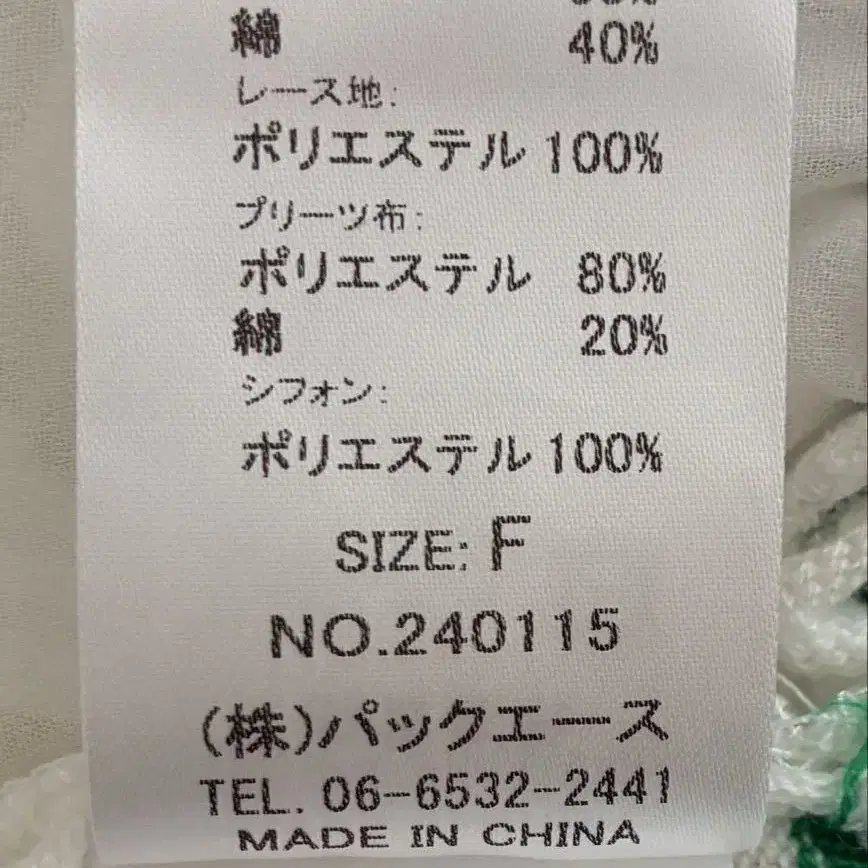 綿 40%
レース地:
ポリエステル 100%
プリーツ布:
ポリエステル 80%
綿 20%
シフォン:
ポリエステル 100%
SIZE: F
NO.240115
(株)パックエース
TEL. 06-6532-2441
MADE IN CHINA